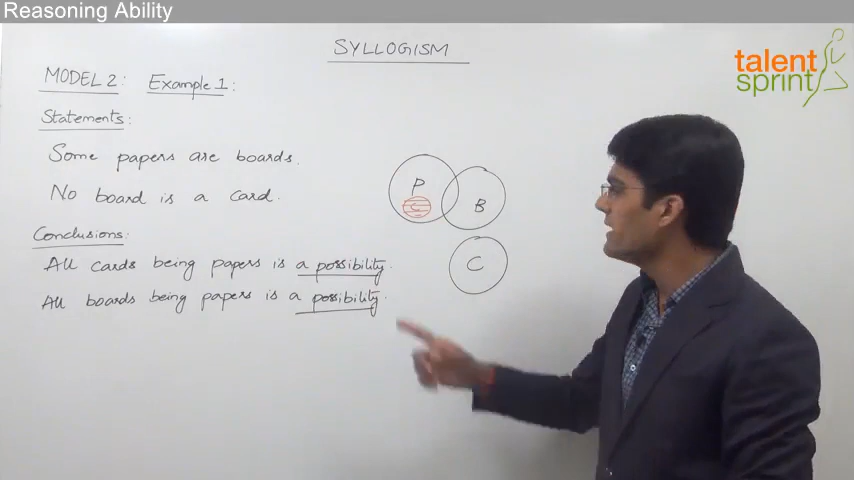 Reasoning Ability
SYLLOGISM
talent
sprint
MODEL 2: Example 1:
Statements:
Some papers are boards.
No board is a card.
Conclusions:
All cards being papers is a possibility.
All boards being papers is a possibility.
P
C
B
C